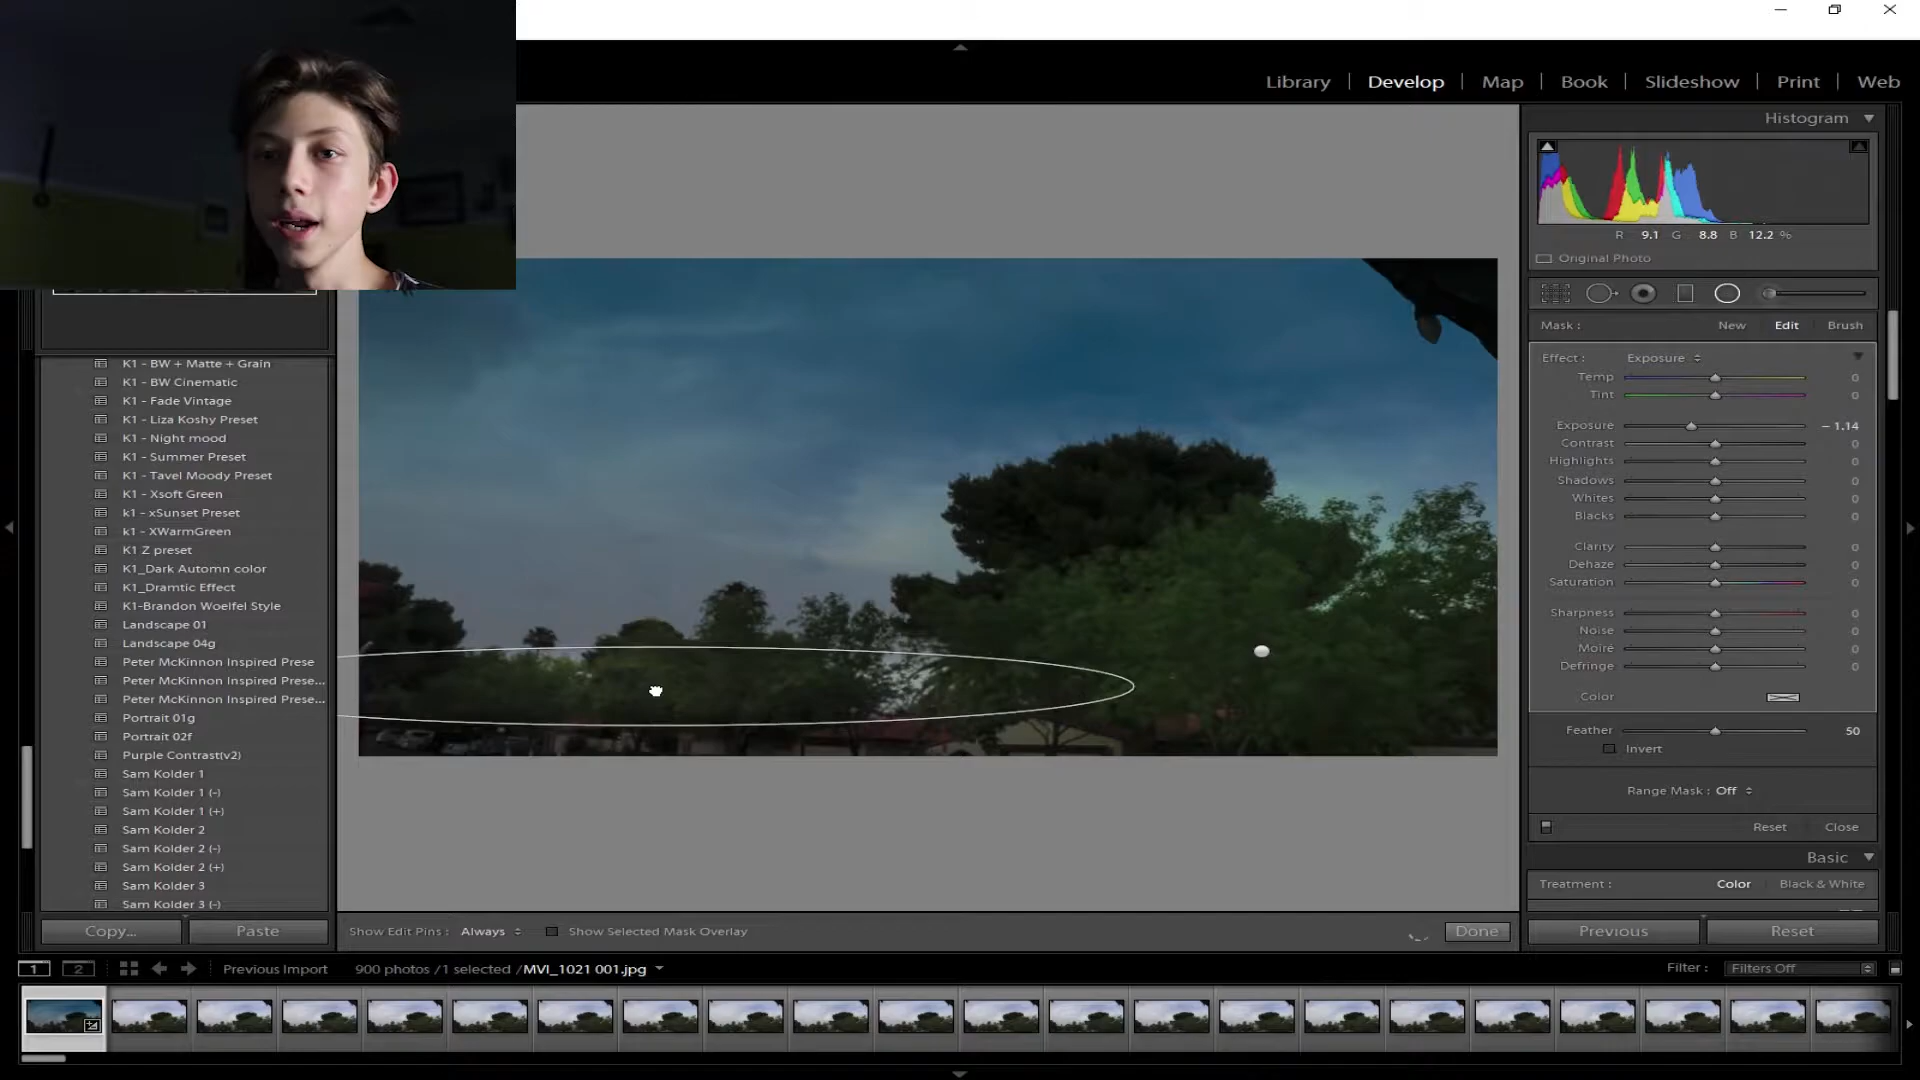 Library | Develop | Map | Book | Slideshow | Print | Web
Histogram
R 9.1 G 8.8 B 12.2 %
Original Photo
Mask : New Edit Brush
Effect : Exposure
Temp 0
Tint 0
Exposure – 1.14
Contrast 0
Highlights 0
Shadows 0
Whites 0
Blacks 0
Clarity 0
Dehaze 0
Saturation 0
Sharpness 0
Noise 0
Moiré 0
Defringe 0
Color
Feather 50
Invert
Range Mask : Off
Reset Close
Basic
Treatment : Color Black & White
Previous Reset
K1 - BW + Matte + Grain
K1 - BW Cinematic
K1 - Fade Vintage
K1 - Liza Koshy Preset
K1 - Night mood
K1 - Summer Preset
K1 - Tavel Moody Preset
K1 - Xsoft Green
k1 - xSunset Preset
k1 - XWarmGreen
K1 Z preset
K1_Dark Automn color
K1_Dramtic Effect
K1-Brandon Woelfel Style
Landscape 01
Landscape 04g
Peter McKinnon Inspired Prese
Peter McKinnon Inspired Prese...
Peter McKinnon Inspired Prese...
Portrait 01g
Portrait 02f
Purple Contrast(v2)
Sam Kolder 1
Sam Kolder 1 (-)
Sam Kolder 1 (+)
Sam Kolder 2
Sam Kolder 2 (-)
Sam Kolder 2 (+)
Sam Kolder 3
Sam Kolder 3 (-)
Copy... Paste
Show Edit Pins : Always Show Selected Mask Overlay Done
1 2 Previous Import 900 photos / 1 selected / MVI_1021 001.jpg Filter : Filters Off